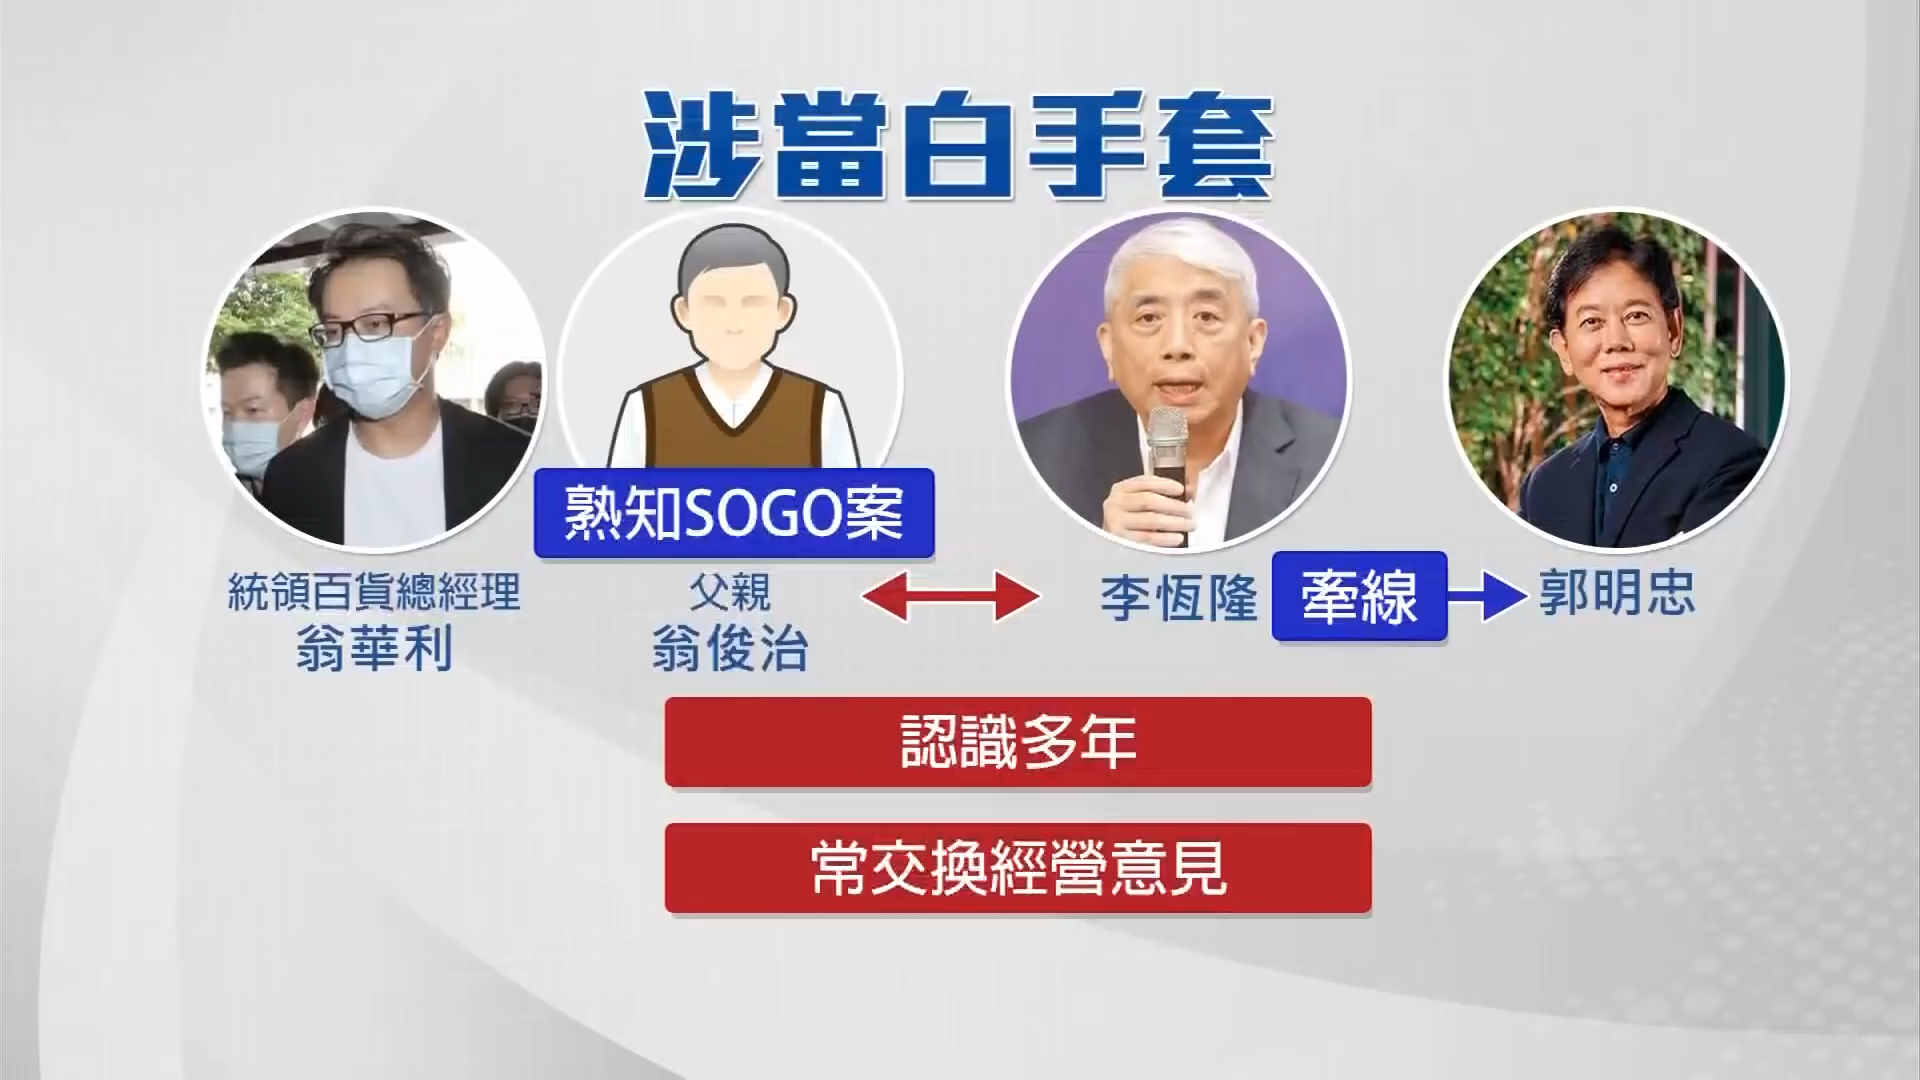 涉當白手套
熟知SOGO案
統領百貨總經理
翁華利
父親
翁俊治
李恆隆
牽線
郭明忠
認識多年
常交換經營意見